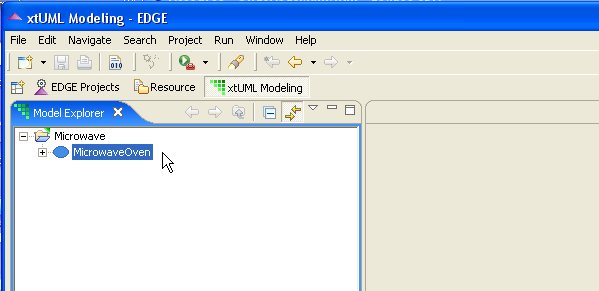 xtUML Modeling - EDGE
File Edit Navigate Search Project Run Window Help
010
EDGE Projects Resource xtUML Modeling
Model Explorer
Microwave
MicrowaveOven